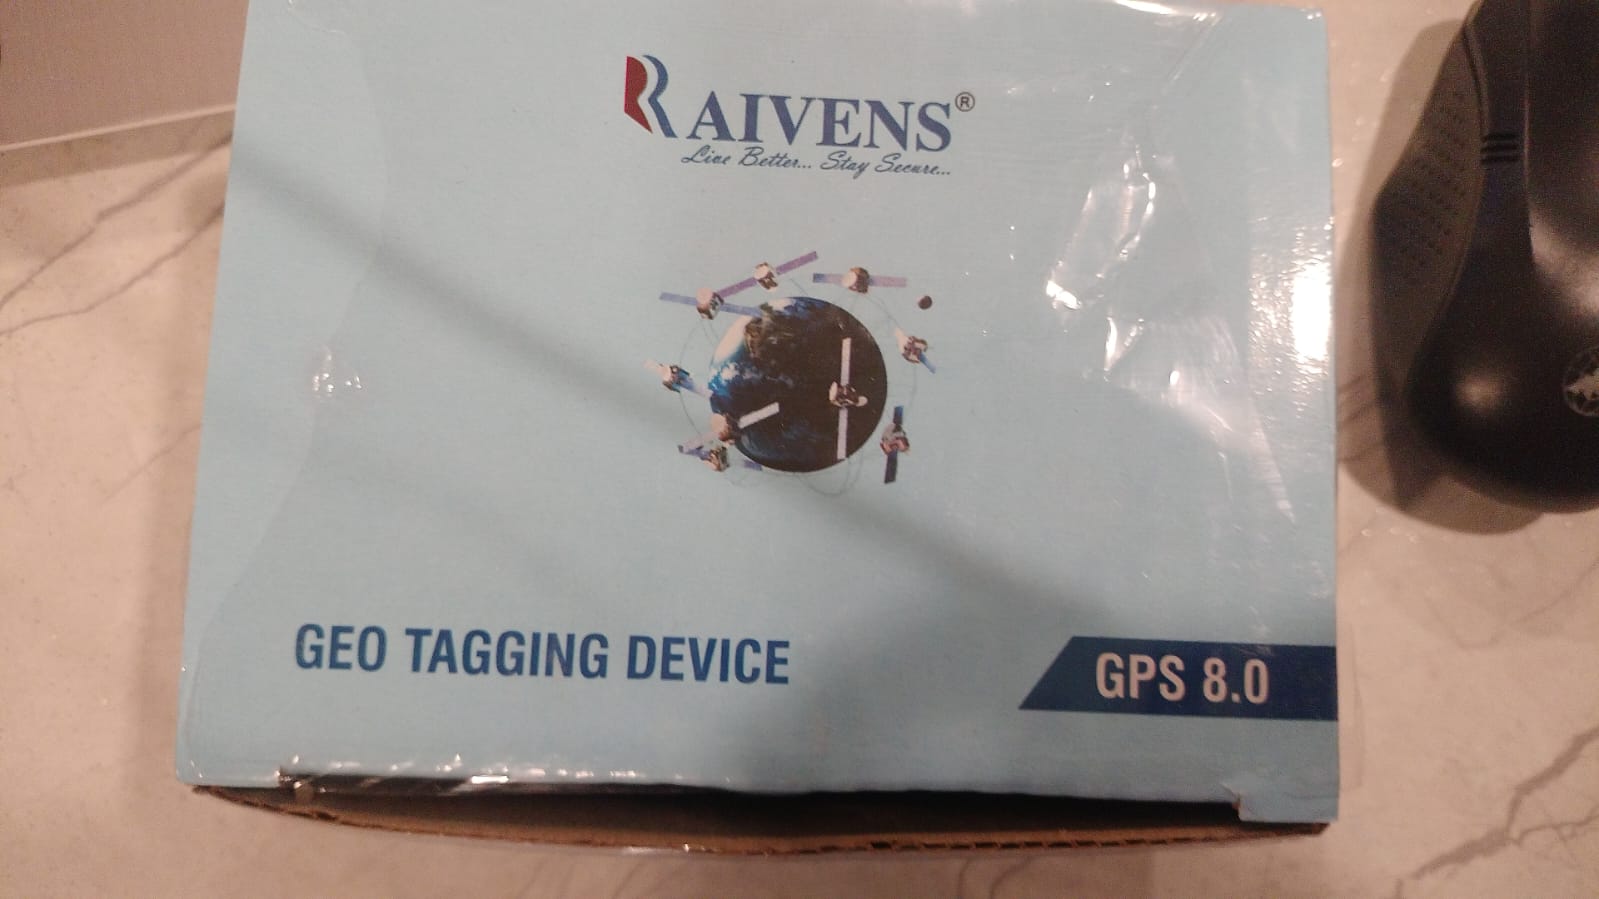 RAIVENS®
Live Better... Stay Secure...
GEO TAGGING DEVICE
GPS 8.0